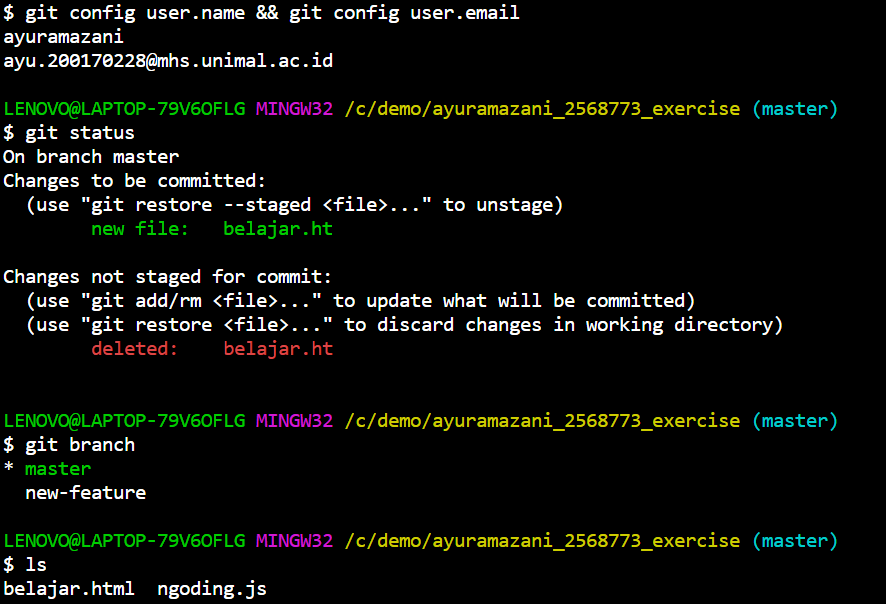 $ git config user.name && git config user.email
ayuramazani
ayu.200170228@mhs.unimal.ac.id
LENOVO@LAPTOP-79V6OFLG MINGW32 /c/demo/ayuramazani_2568773_exercise (master)
$ git status
On branch master
Changes to be committed:
  (use "git restore --staged <file>..." to unstage)
        new file:   belajar.ht
Changes not staged for commit:
  (use "git add/rm <file>..." to update what will be committed)
  (use "git restore <file>..." to discard changes in working directory)
        deleted:    belajar.ht
LENOVO@LAPTOP-79V6OFLG MINGW32 /c/demo/ayuramazani_2568773_exercise (master)
$ git branch
* master
  new-feature
LENOVO@LAPTOP-79V6OFLG MINGW32 /c/demo/ayuramazani_2568773_exercise (master)
$ ls
belajar.html  ngoding.js